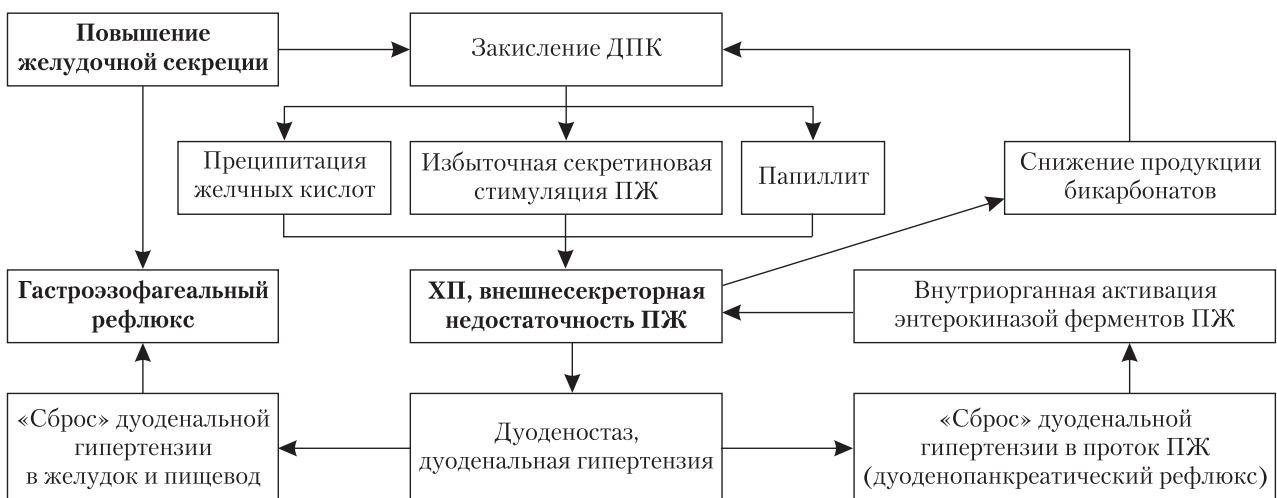 Повышение
желудочной секреции
Закисление ДПК
Преципитация
желчных кислот
Избыточная секретиновая
стимуляция ПЖ
Папиллит
Снижение продукции
бикарбонатов
Гастроэзофагеальный
рефлюкс
ХП, внешнесекреторная
недостаточность ПЖ
Внутриорганная активация
энтерокиназой ферментов ПЖ
«Сброс» дуоденальной
гипертензии
в желудок и пищевод
Дуоденостаз,
дуоденальная гипертензия
«Сброс» дуоденальной
гипертензии в проток ПЖ
(дуоденопанкреатический рефлюкс)